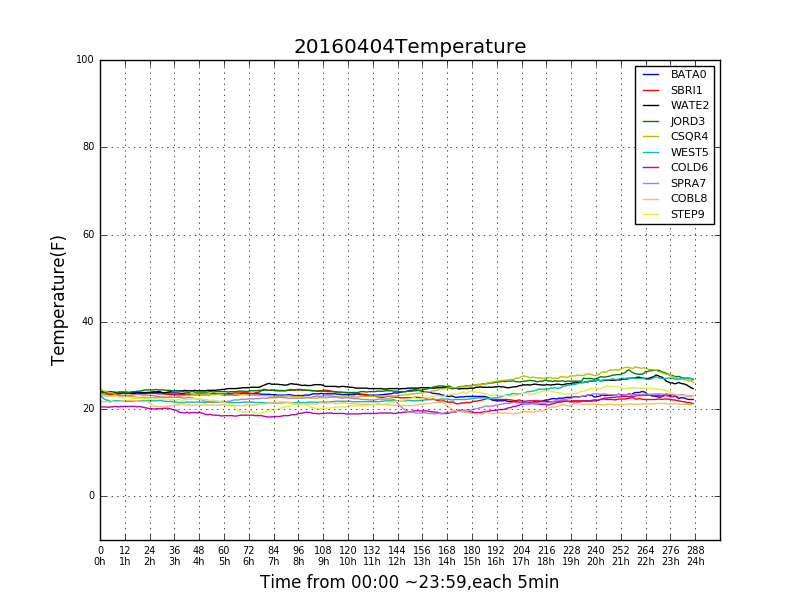 20160404Temperature
100
80
60
40
20
0
Temperature(F)
BATA0
SBRI1
WATE2
JORD3
CSQR4
WEST5
COLD6
SPRA7
COBL8
STEP9
0 12 24 36 48 60 72 84 96 108 120 132 144 156 168 180 192 204 216 228 240 252 264 276 288
0h 1h 2h 3h 4h 5h 6h 7h 8h 9h 10h 11h 12h 13h 14h 15h 16h 17h 18h 19h 20h 21h 22h 23h 24h
Time from 00:00 ~23:59,each 5min